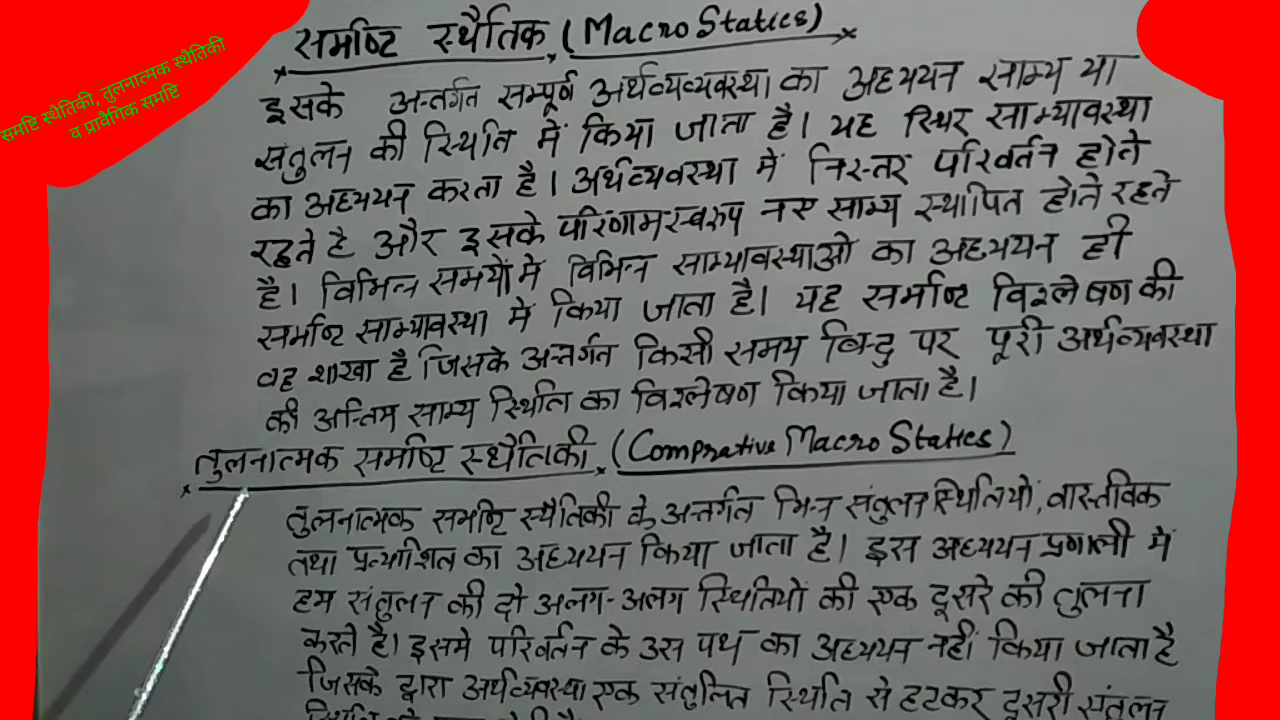 समष्टि स्थैतिकी, तुलनात्मक स्थैतिकी
व प्रावैगिक समष्टि
समष्टि स्थैतिक (Macro Statics)
इसके अन्तर्गत सम्पूर्ण अर्थव्यव्यवस्था का अध्ययन साम्य या
संतुलन की स्थिति में किया जाता है। यह स्थिर साम्यावस्था
का अध्ययन करता है। अर्थव्यवस्था में निरन्तर परिवर्तन होते
रहते है और इसके परिणामस्वरुप नए साम्य स्थापित होते रहते
है। विभिन्न समयों मे विभिन्न साम्यावस्थाओ का अध्ययन ही
समष्टि साम्यावस्था में किया जाता है। यह समष्टि विश्लेषण की
वह शाखा है जिसके अन्तर्गत किसी समय विन्दु पर पूरी अर्थव्यवस्था
की अन्तिम साम्य स्थिति का विश्लेषण किया जाता है।
तुलनात्मक समष्टि स्थैतिकी (Comprative Macro Statics)
तुलनात्मक समष्टि स्थैतिकी के अन्तर्गत भिन्न संतुलन स्थितियों, वास्तविक
तथा प्रत्याशित का अध्ययन किया जाता है। इस अध्ययन प्रणाली में
हम संतुलन की दो अलग-अलग स्थितियों की एक दूसरे की तुलना
करते है। इसमे परिवर्तन के उस पथ का अध्ययन नहीं किया जाता है
जिसके द्वारा अर्थव्यवस्था एक संतुलित स्थिति से हटकर दूसरी संतुलन